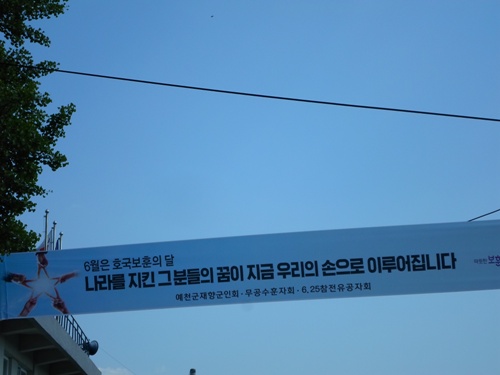 6월은 호국보훈의 달
나라를 지킨 그 분들의 꿈이 지금 우리의 손으로 이루어집니다
예천군재향군인회 · 무공수훈자회 · 6.25참전유공자회